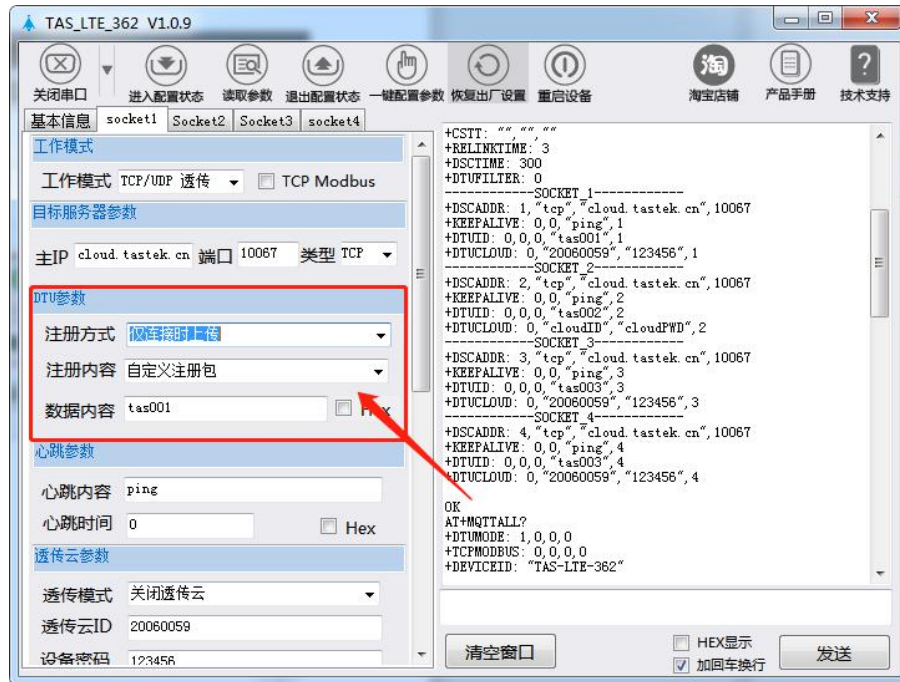 TAS_LTE_362 V1.0.9
关闭串口 进入配置状态 读取参数 退出配置状态 一键配置参数 恢复出厂设置 重启设备 淘宝店铺 产品手册 技术支持
淘
基本信息 socket1 Socket2 Socket3 socket4
工作模式
工作模式 TCP/UDP 透传 TCP Modbus
目标服务器参数
主IP cloud.tastek.cn 端口 10067 类型 TCP
DTU参数
注册方式 仅连接时上传
注册内容 自定义注册包
数据内容 tas001 Hex
心跳参数
心跳内容 ping
心跳时间 0 Hex
透传云参数
透传模式 关闭透传云
透传云ID 20060059
设备密码 123456
+CSTT: "","",""
+RELINKTIME: 3
+DSCTIME: 300
+DTUFILTER: 0
------------SOCKET_1------------
+DSCADDR: 1,"tcp","cloud.tastek.cn",10067
+KEEPALIVE: 0,0,"ping",1
+DTUID: 0,0,0,"tas001",1
+DTUCLOUD: 0,"20060059","123456",1
------------SOCKET_2------------
+DSCADDR: 2,"tcp","cloud.tastek.cn",10067
+KEEPALIVE: 0,0,"ping",2
+DTUID: 0,0,0,"tas002",2
+DTUCLOUD: 0,"cloudID","cloudPWD",2
------------SOCKET_3------------
+DSCADDR: 3,"tcp","cloud.tastek.cn",10067
+KEEPALIVE: 0,0,"ping",3
+DTUID: 0,0,0,"tas003",3
+DTUCLOUD: 0,"20060059","123456",3
------------SOCKET_4------------
+DSCADDR: 4,"tcp","cloud.tastek.cn",10067
+KEEPALIVE: 0,0,"ping",4
+DTUID: 0,0,0,"tas003",4
+DTUCLOUD: 0,"20060059","123456",4
OK
AT+MQTTALL?
+DTUMODE: 1,0,0,0
+TCPMODBUS: 0,0,0,0
+DEVICEID: "TAS-LTE-362"
清空窗口 HEX显示 加回车换行 发送